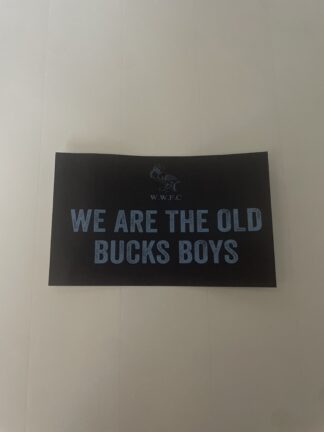 W.W.F.C
WE ARE THE OLD
BUCKS BOYS